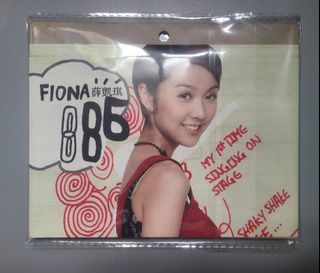 FIONA薛凱琪
886
MY 1st TIME
SINGING ON
STAGE
SHAKY SHAKE